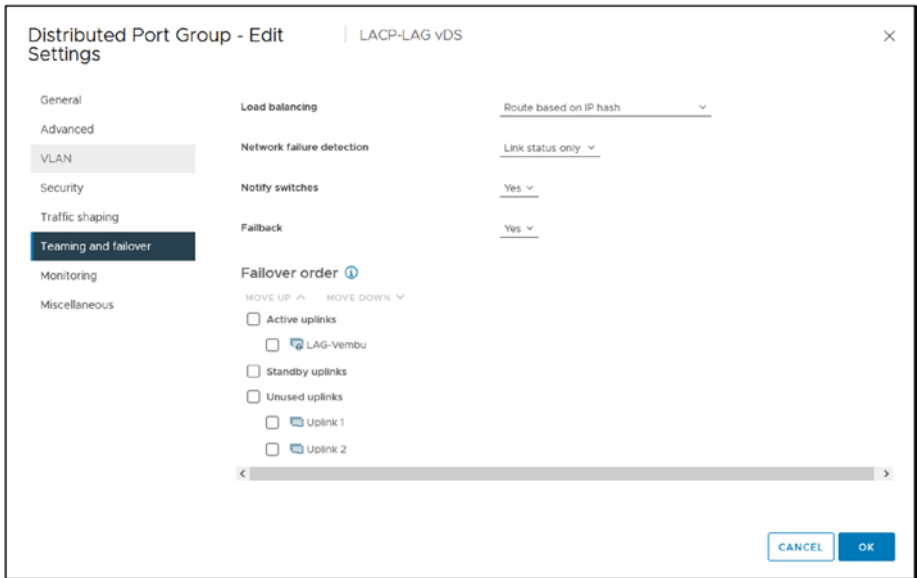 Distributed Port Group - Edit Settings
LACP-LAG vDS
General
Advanced
VLAN
Security
Traffic shaping
Teaming and failover
Monitoring
Miscellaneous
Load balancing
Route based on IP hash
Network failure detection
Link status only
Notify switches
Yes
Failback
Yes
Failover order
MOVE UP
MOVE DOWN
Active uplinks
LAG-Vembu
Standby uplinks
Unused uplinks
Uplink 1
Uplink 2
CANCEL
OK